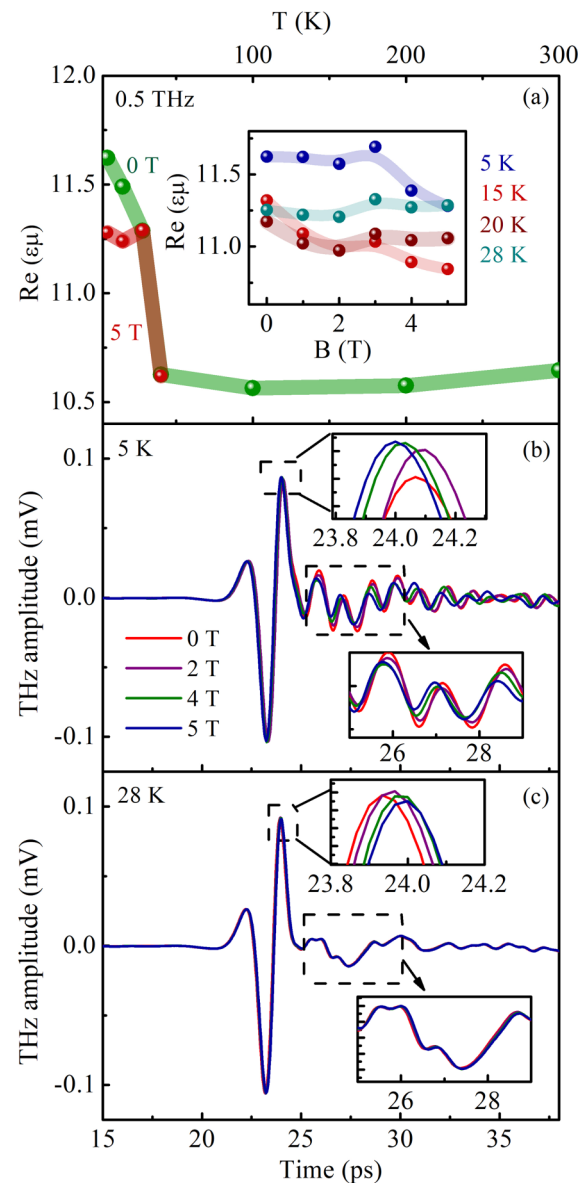 T (K)
100 200 300
12.0
0.5 THz
(a)
0 T
11.5
11.5
5 K
15 K
Re (εμ)
Re (εμ)
11.0
20 K
28 K
11.0
5 T
0 2 4
B (T)
10.5
5 K
(b)
0.1
23.8 24.0 24.2
THz amplitude (mV)
0.0
0 T
2 T
4 T
5 T
26 28
-0.1
28 K
(c)
0.1
23.8 24.0 24.2
THz amplitude (mV)
0.0
26 28
-0.1
15 20 25 30 35
Time (ps)